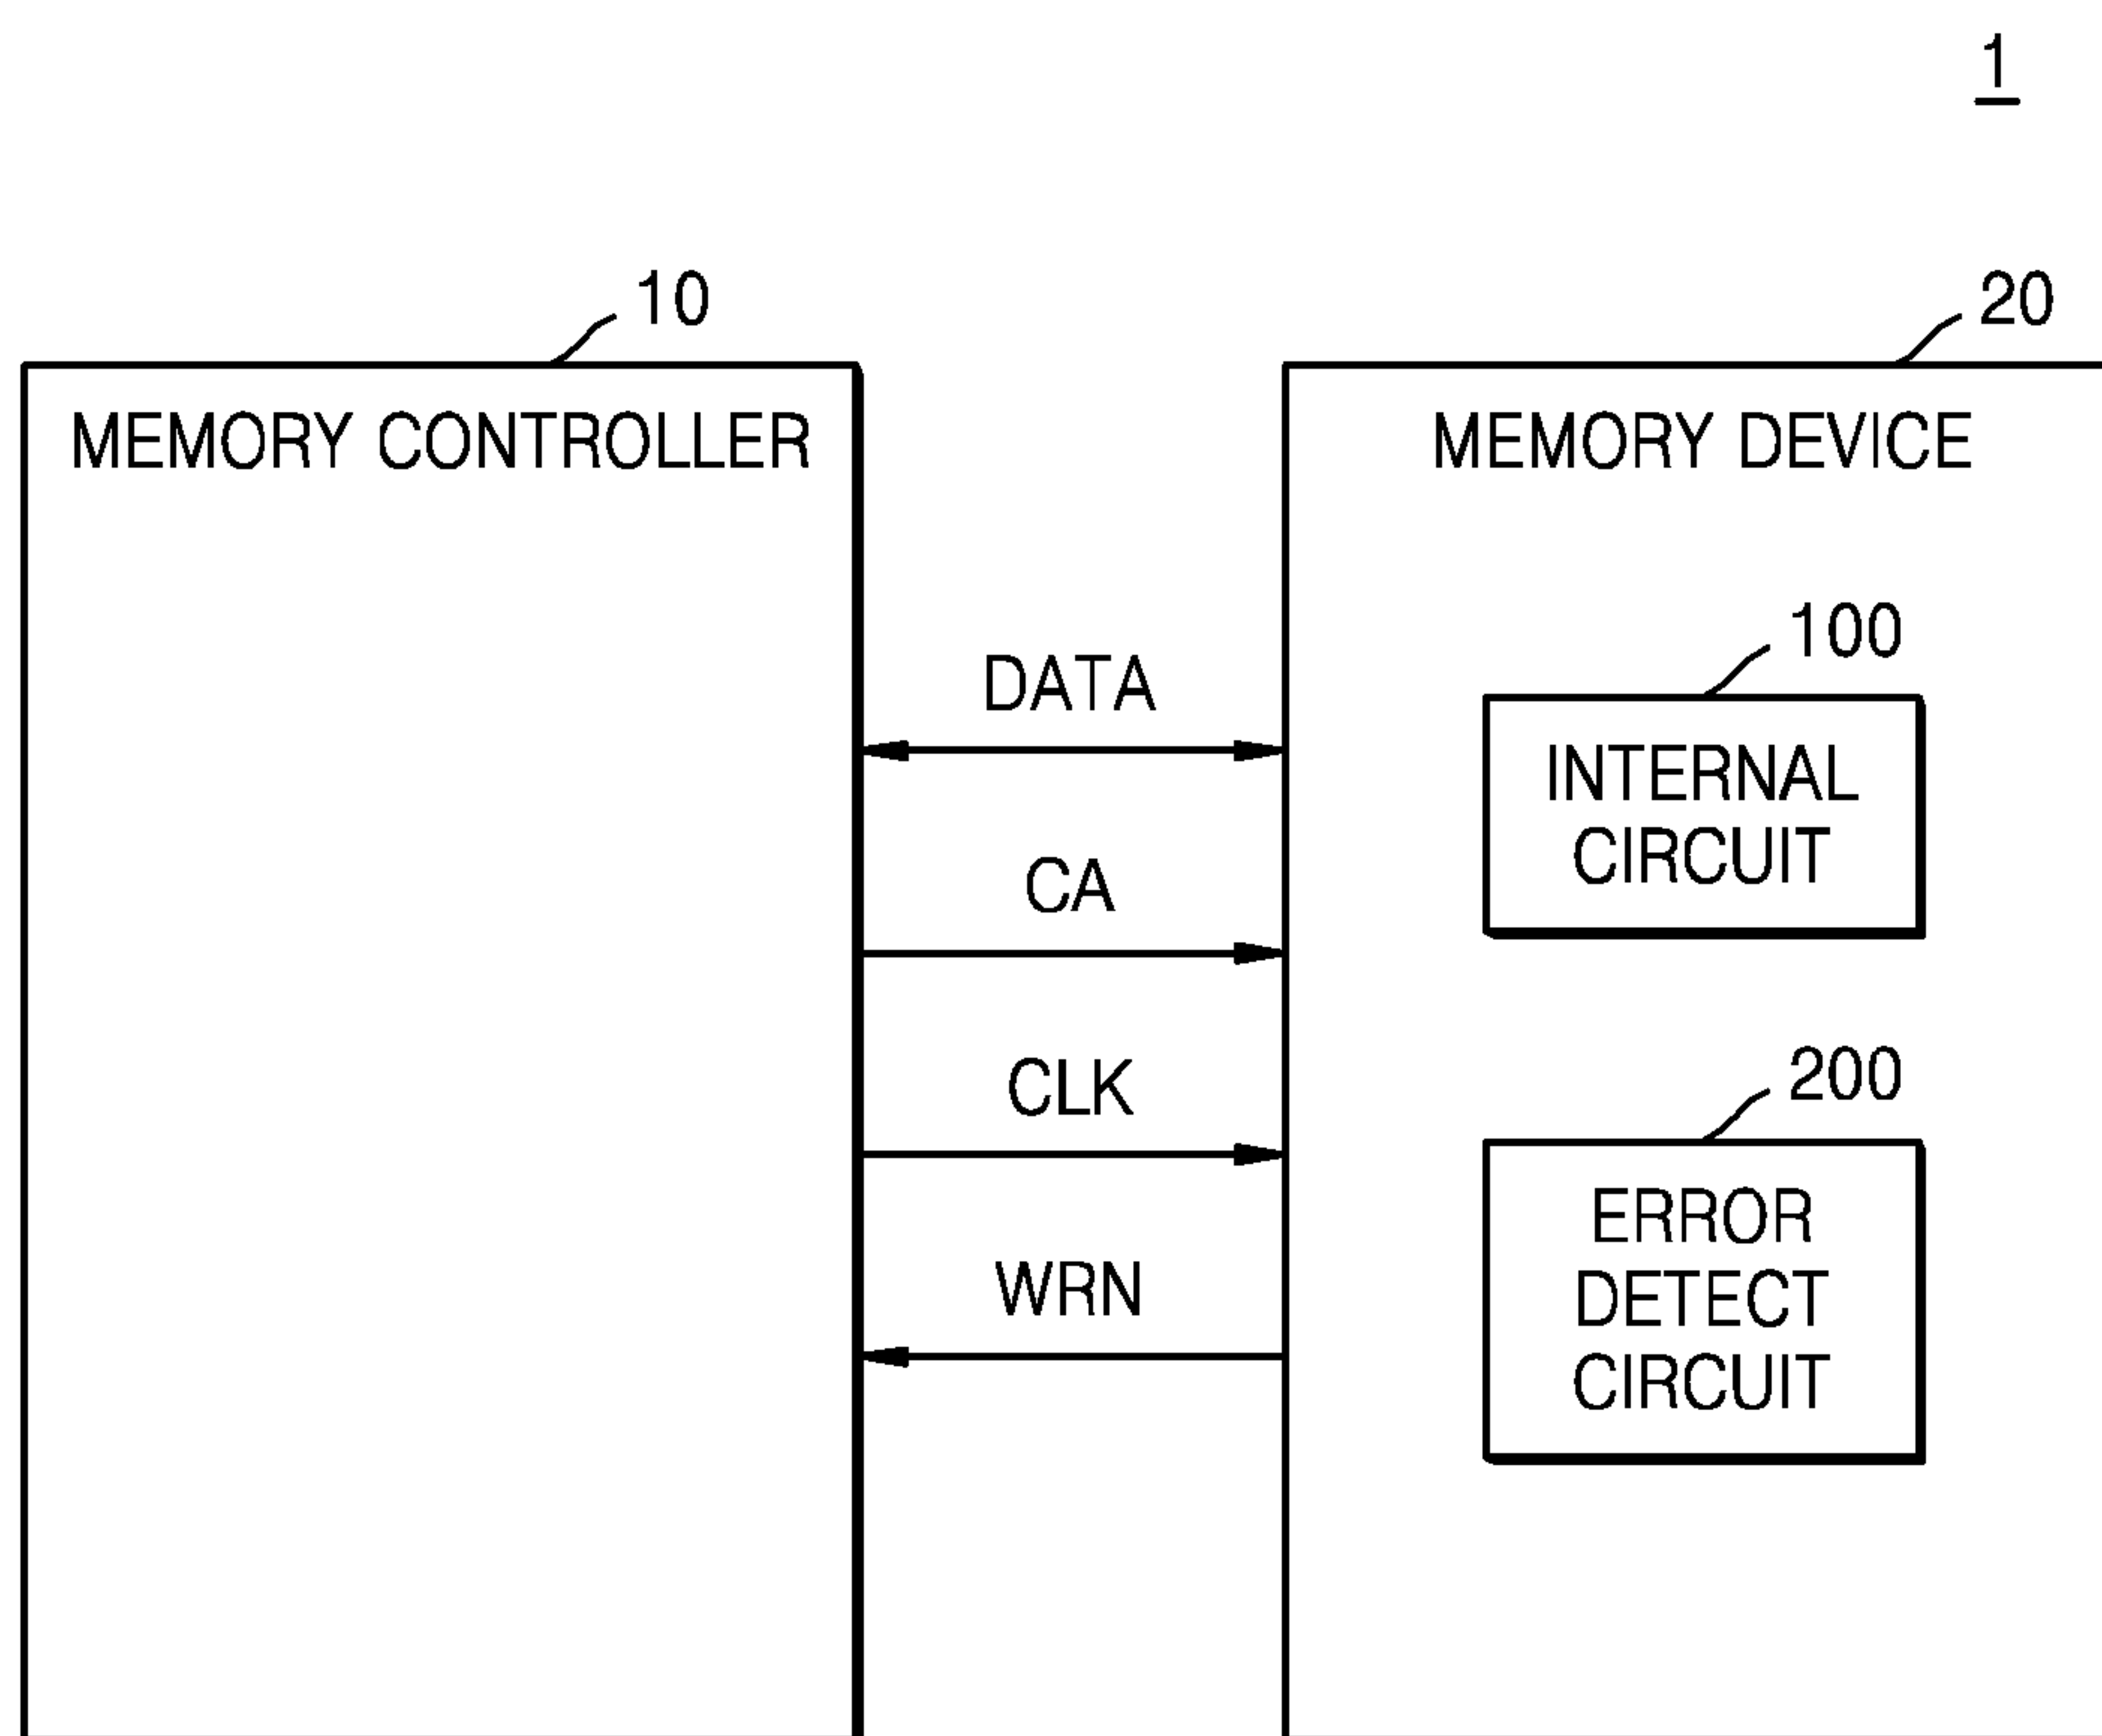 1
10
20
MEMORY CONTROLLER
MEMORY DEVICE
100
DATA
INTERNAL
CIRCUIT
CA
200
CLK
ERROR
DETECT
CIRCUIT
WRN